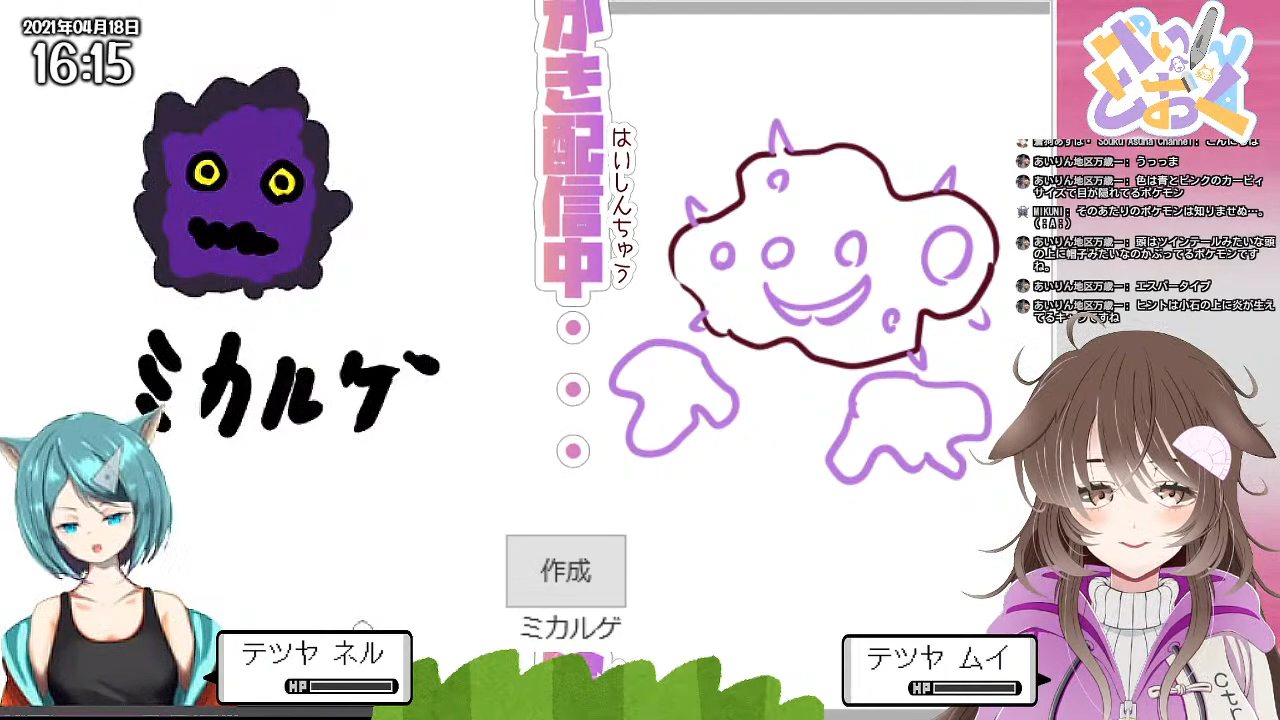 2021年04月18日
16:15
かき配信中
はいしんちゅう
ミカルゲ
あいりん地区万歳一: うっっま
あいりん地区万歳一: 色は青とピンクのカービィサイズで目が隠れてるポケモン
MIKUNI: そのあたりのポケモンは知りませぬ…。
あいりん地区万歳一: 頭はツインテールみたいな頭の上に帽子みたいなのかぶってるポケモンですね。
あいりん地区万歳一: エスパータイプ
あいりん地区万歳一: ヒントは小石の上に炎が生えてるキャラですね
作成
ミカルゲ
テツヤ ネル
HP
テツヤ ムイ
HP